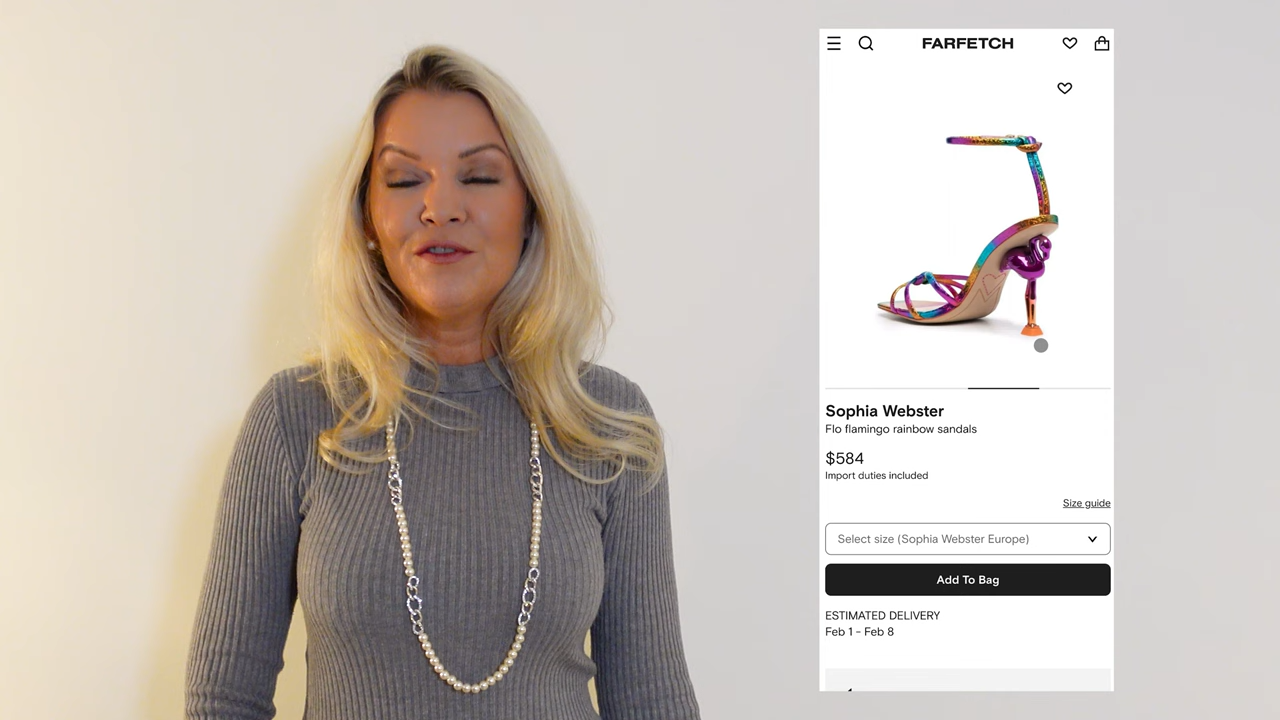 FARFETCH
Sophia Webster
Flo flamingo rainbow sandals
$584
Import duties included
Size guide
Select size (Sophia Webster Europe)
Add To Bag
ESTIMATED DELIVERY
Feb 1 - Feb 8